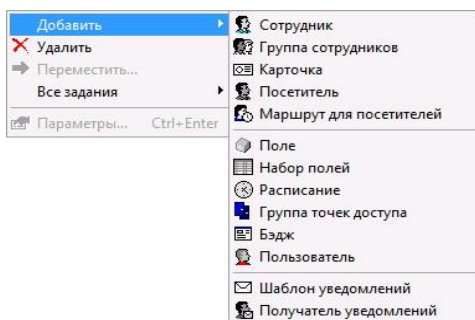 Добавить
Удалить
Переместить...
Все задания
Параметры... Ctrl+Enter
Сотрудник
Группа сотрудников
Карточка
Посетитель
Маршрут для посетителей
Поле
Набор полей
Расписание
Группа точек доступа
Бэдж
Пользователь
Шаблон уведомлений
Получатель уведомлений